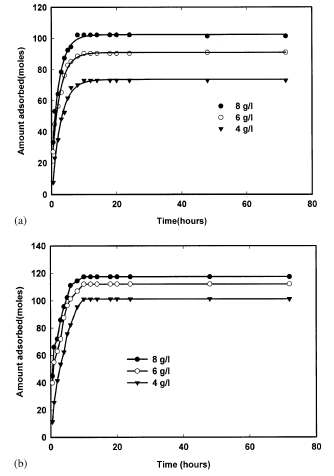 120
100
80
60
40
20
0
Amount adsorbed(moles)
8 g/l
6 g/l
4 g/l
0 20 40 60 80
(a)
Time(hours)
140
120
100
80
60
40
20
0
Amount adsorbed(moles)
8 g/l
6 g/l
4 g/l
0 20 40 60 80
(b)
Time (hours)